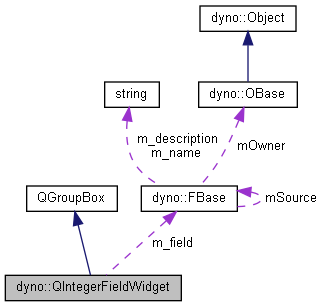 dyno::Object
string
dyno::OBase
m_description
m_name
mOwner
QGroupBox
dyno::FBase
mSource
m_field
dyno::QIntegerFieldWidget